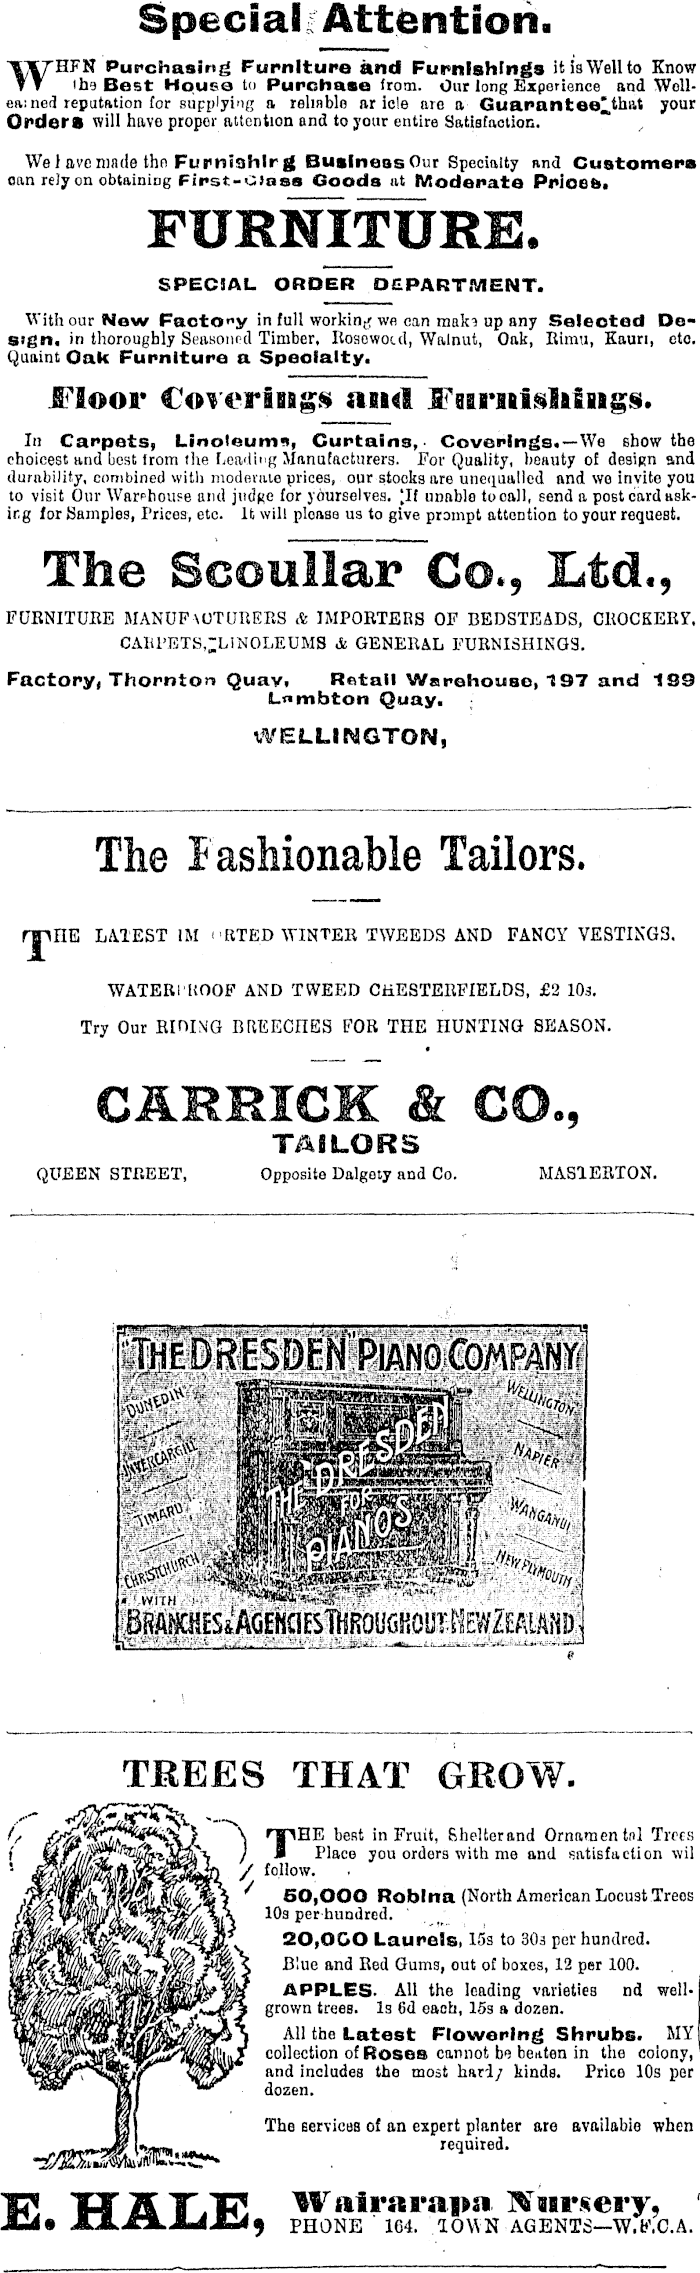 Special Attention.
WHEN Purchasing Furniture and Furnishings it is Well to Know
the Best House to Purchase from. Our long Experience and Well-
earned reputation for supplying a reliable ar icle are a Guarantee that your
Orders will have proper attention and to your entire Satisfaction.
We have made the Furnishing Business Our Specialty and Customers
can rely on obtaining First-Class Goods at Moderate Prices.
FURNITURE.
SPECIAL ORDER DEPARTMENT.
With our New Factory in full working we can make up any Selected De-
sign, in thoroughly Seasoned Timber, Rosewood, Walnut, Oak, Rimu, Kauri, etc.
Quaint Oak Furniture a Specialty.
Floor Coverings and Furnishings.
In Carpets, Linoleums, Curtains, Coverings.—We show the
choicest and best from the Leading Manufacturers. For Quality, beauty of design and
durability, combined with moderate prices, our stocks are unequalled and we invite you
to visit Our Warehouse and judge for yourselves. If unable to call, send a post card ask-
ing for Samples, Prices, etc. It will please us to give prompt attention to your request.
The Scoullar Co., Ltd.,
FURNITURE MANUFACTURERS & IMPORTERS OF BEDSTEADS, CROCKERY,
CARPETS, LINOLEUMS & GENERAL FURNISHINGS.
Factory, Thornton Quay, Retail Warehouse, 197 and 199
Lambton Quay.
WELLINGTON,
The Fashionable Tailors.
THE LATEST IM RTED WINTER TWEEDS AND FANCY VESTINGS.
WATERPROOF AND TWEED CHESTERFIELDS, £2 10s.
Try Our RIDING BREECHES FOR THE HUNTING SEASON.
CARRICK & CO.,
TAILORS
QUEEN STREET, Opposite Dalgety and Co. MASTERTON.
"THE DRESDEN" PIANO COMPANY
DUNEDIN
INVERCARGILL
TIMARU
CHRISTCHURCH
THE DRESDEN
FOR
PIANOS
WELLINGTON
NAPIER
WANGANUI
NEW PLYMOUTH
WITH
BRANCHES & AGENCIES THROUGHOUT NEW ZEALAND
TREES THAT GROW.
THE best in Fruit, Shelter and Ornamental Trees
Place you orders with me and satisfaction wil
follow.
50,000 Robina (North American Locust Trees
10s per hundred.
20,000 Laurels, 15s to 30s per hundred.
Blue and Red Gums, out of boxes, 12 per 100.
APPLES. All the leading varieties nd well-
grown trees. 1s 6d each, 15s a dozen.
All the Latest Flowering Shrubs. MY
collection of Roses cannot be beaten in the colony,
and includes the most hardy kinds. Price 10s per
dozen.
The services of an expert planter are available when
required.
E. HALE, Wairarapa Nursery,
PHONE 164. TOWN AGENTS—W.F.C.A.